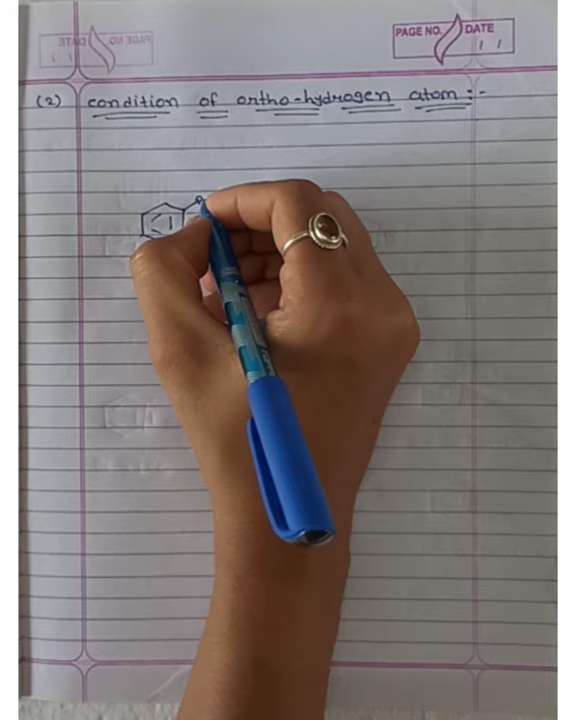 PAGE NO. DATE
/ /
(2) condition of ortho-hydrogen atom :-